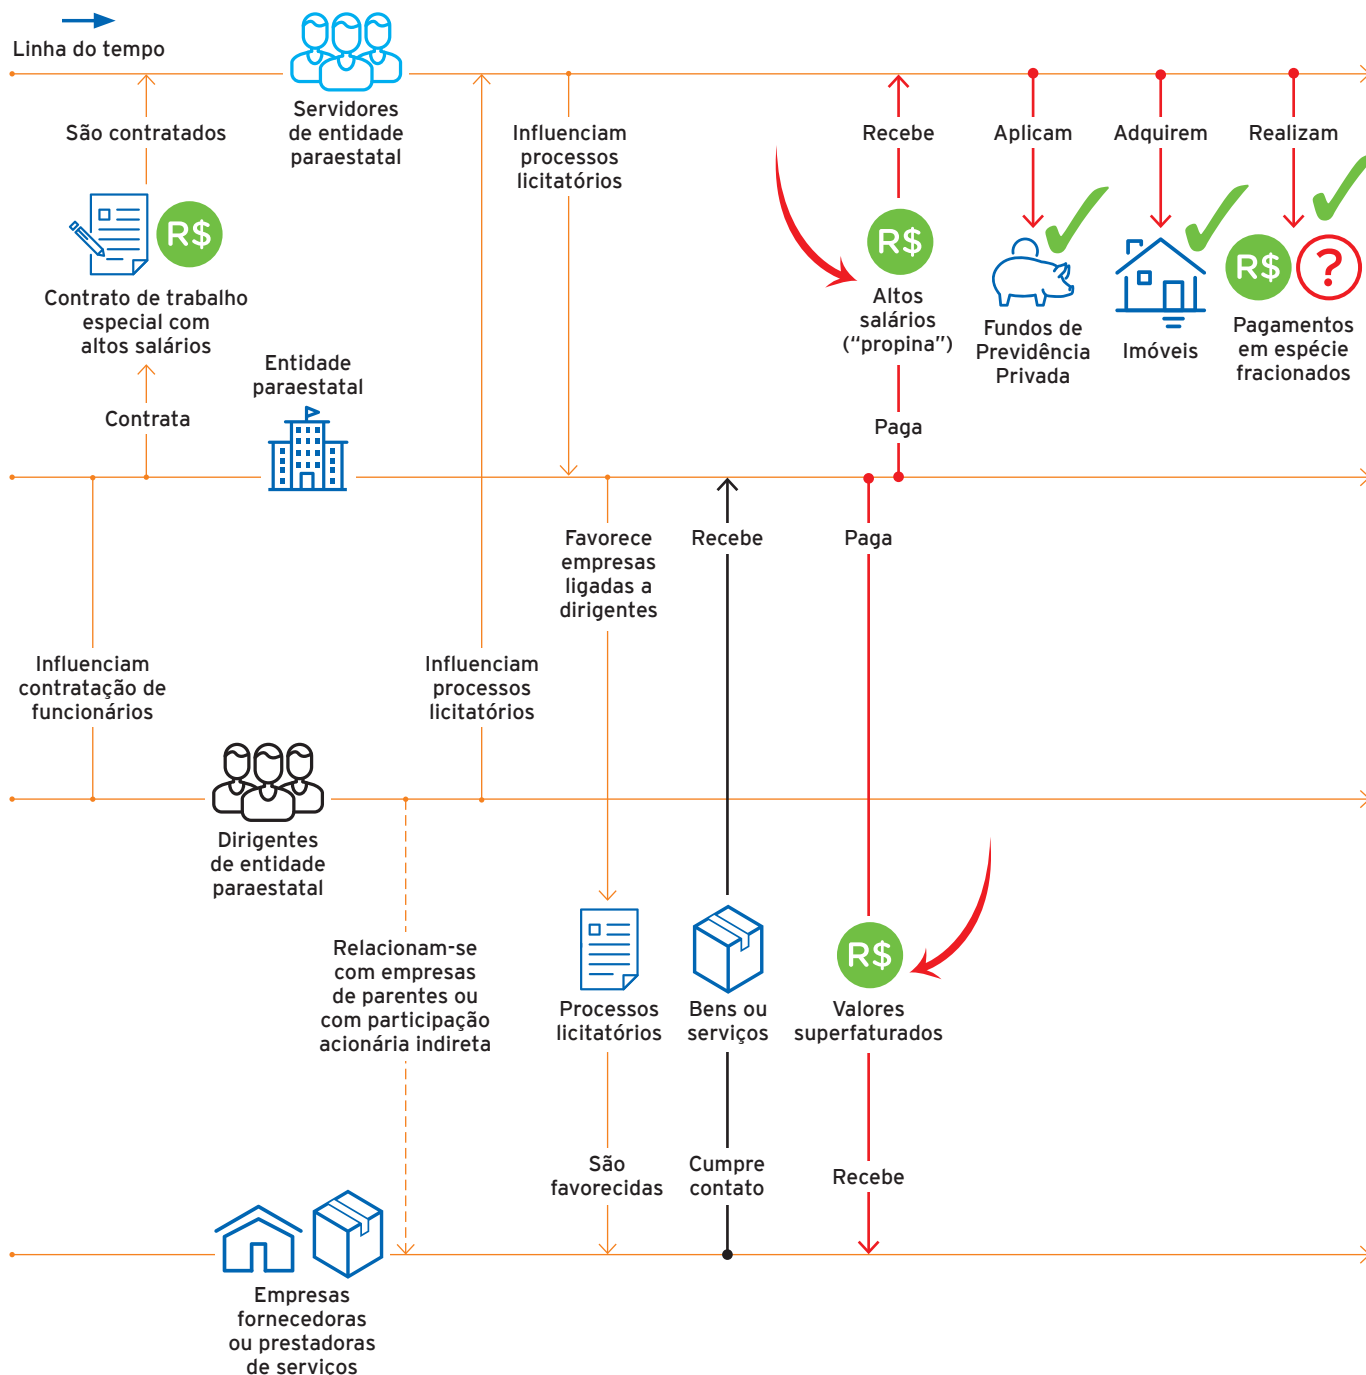 Linha do tempo
Servidores
de entidade
paraestatal
São contratados
R$
Contrato de trabalho
especial com
altos salários
Contrata
Influenciam
processos
licitatórios
Recebe
R$
Altos
salários
(“propina”)
Paga
Aplicam
Fundos de
Previdência
Privada
Adquirem
Imóveis
Realizam
R$
?
Pagamentos
em espécie
fracionados
Entidade
paraestatal
Influenciam
contratação de
funcionários
Influenciam
processos
licitatórios
Favorece
empresas
ligadas a
dirigentes
Recebe
Paga
Dirigentes
de entidade
paraestatal
Relacionam-se
com empresas
de parentes ou
com participação
acionária indireta
Processos
licitatórios
Bens ou
serviços
R$
Valores
superfaturados
São
favorecidas
Cumpre
contato
Recebe
Empresas
fornecedoras
ou prestadoras
de serviços